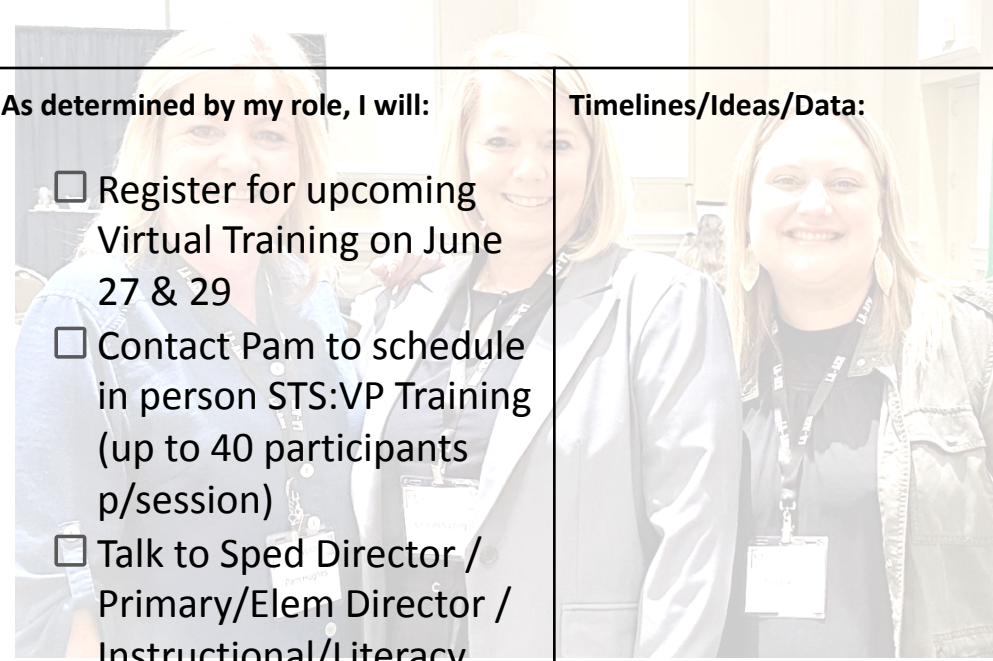 As determined by my role, I will:
Timelines/Ideas/Data:
Register for upcoming
Virtual Training on June
27 & 29
Contact Pam to schedule
in person STS:VP Training
(up to 40 participants
p/session)
Talk to Sped Director /
Primary/Elem Director /
Instructional/Literacy